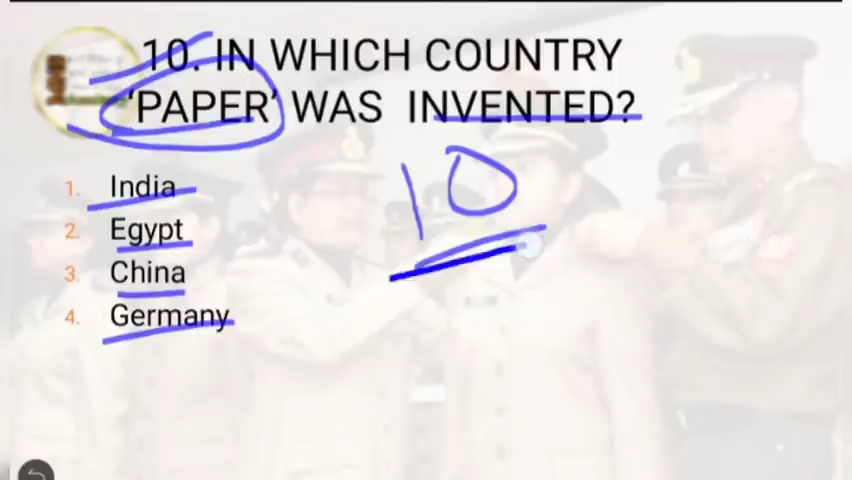 10. IN WHICH COUNTRY
'PAPER' WAS INVENTED?
1. India
10
2. Egypt
3. China
4. Germany